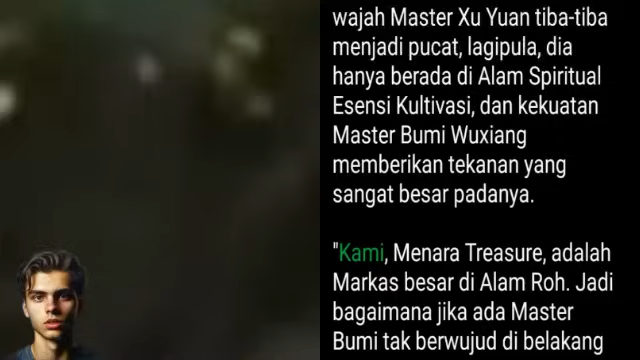 wajah Master Xu Yuan tiba-tiba
menjadi pucat, lagipula, dia
hanya berada di Alam Spiritual
Esensi Kultivasi, dan kekuatan
Master Bumi Wuxiang
memberikan tekanan yang
sangat besar padanya.
"Kami, Menara Treasure, adalah
Markas besar di Alam Roh. Jadi
bagaimana jika ada Master
Bumi tak berwujud di belakang